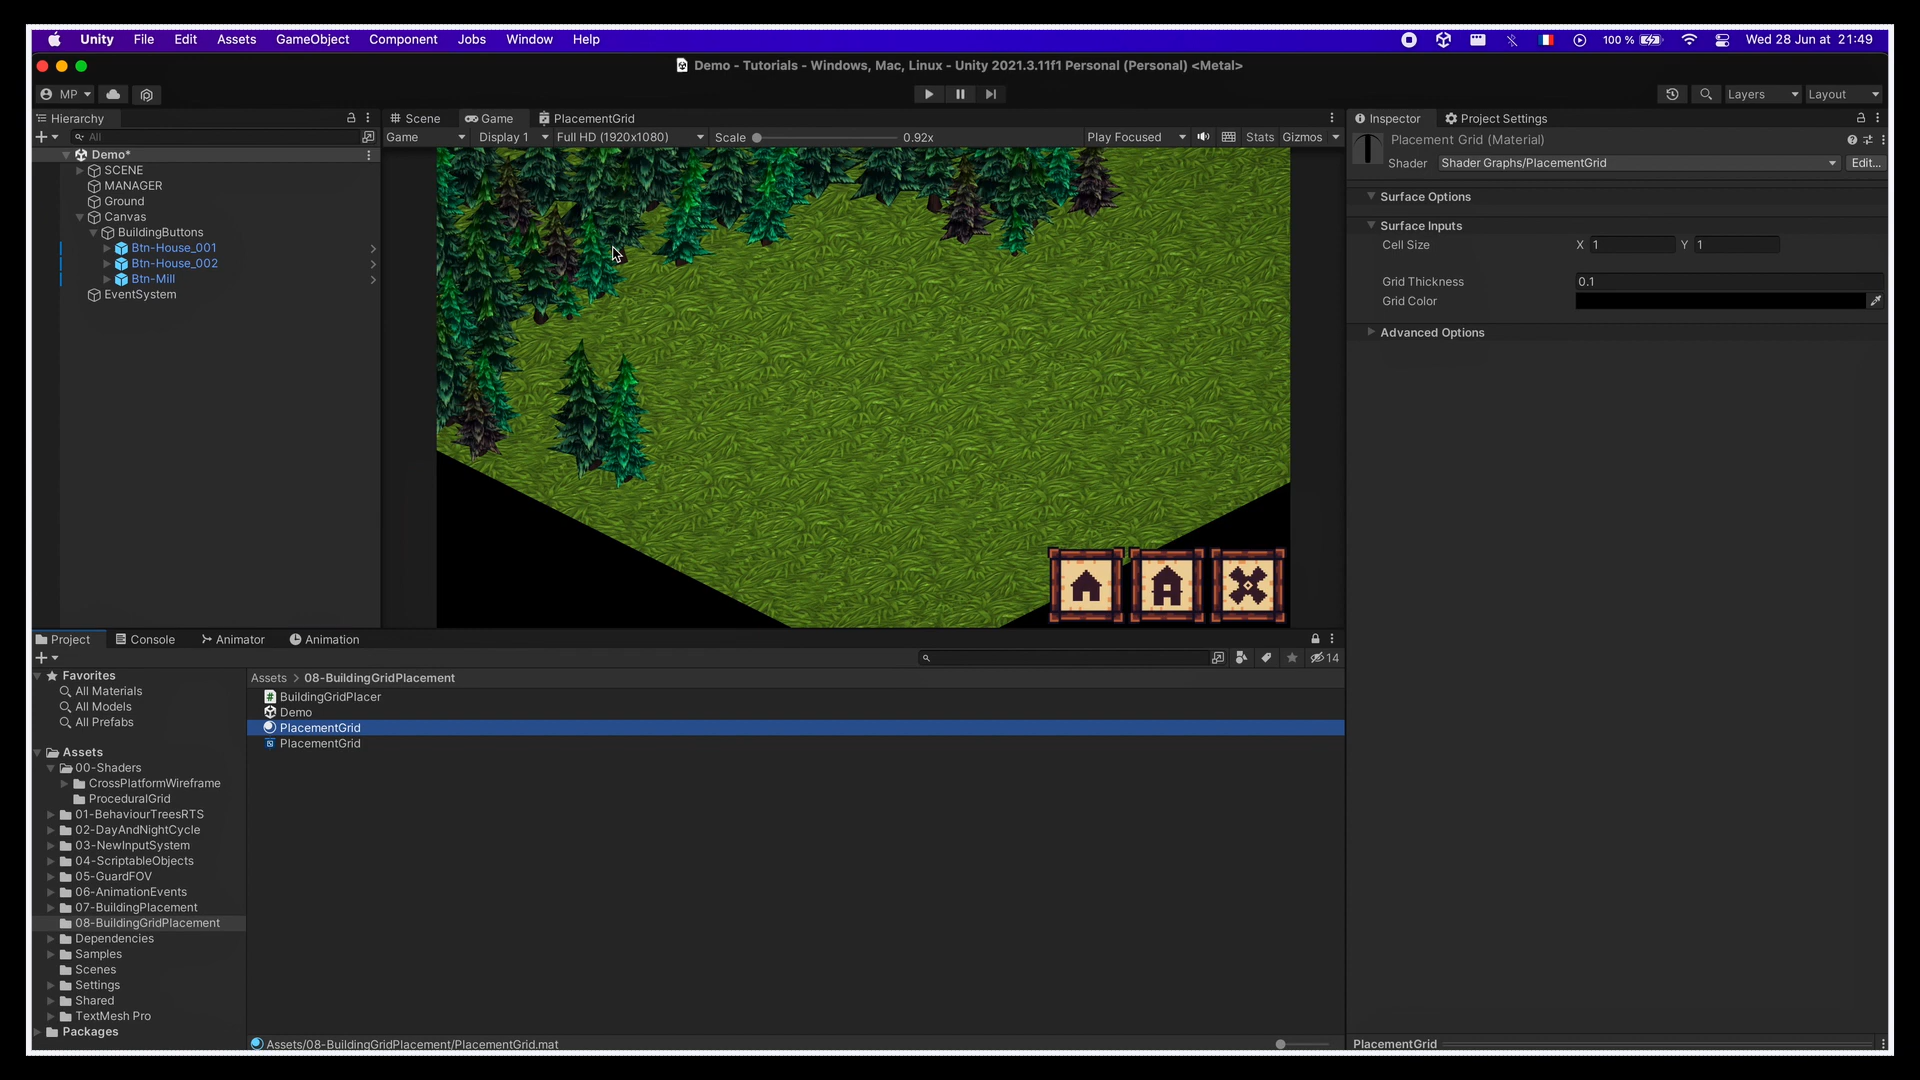 Unity File Edit Assets GameObject Component Jobs Window Help 100 % Wed 28 Jun at 21:49
Demo - Tutorials - Windows, Mac, Linux - Unity 2021.3.11f1 Personal (Personal) <Metal>
MP Layers Layout
Hierarchy
All
Demo*
SCENE
MANAGER
Ground
Canvas
BuildingButtons
Btn-House_001
Btn-House_002
Btn-Mill
EventSystem
Scene Game PlacementGrid
Game Display 1 Full HD (1920x1080) Scale 0.92x Play Focused Stats Gizmos
Inspector Project Settings
Placement Grid (Material)
Shader Shader Graphs/PlacementGrid Edit...
Surface Options
Surface Inputs
Cell Size X 1 Y 1
Grid Thickness 0.1
Grid Color
Advanced Options
Project Console Animator Animation
14
Favorites
All Materials
All Models
All Prefabs
Assets
00-Shaders
CrossPlatformWireframe
ProceduralGrid
01-BehaviourTreesRTS
02-DayAndNightCycle
03-NewInputSystem
04-ScriptableObjects
05-GuardFOV
06-AnimationEvents
07-BuildingPlacement
08-BuildingGridPlacement
Dependencies
Samples
Scenes
Settings
Shared
TextMesh Pro
Packages
Assets > 08-BuildingGridPlacement
BuildingGridPlacer
Demo
PlacementGrid
PlacementGrid
Assets/08-BuildingGridPlacement/PlacementGrid.mat
PlacementGrid